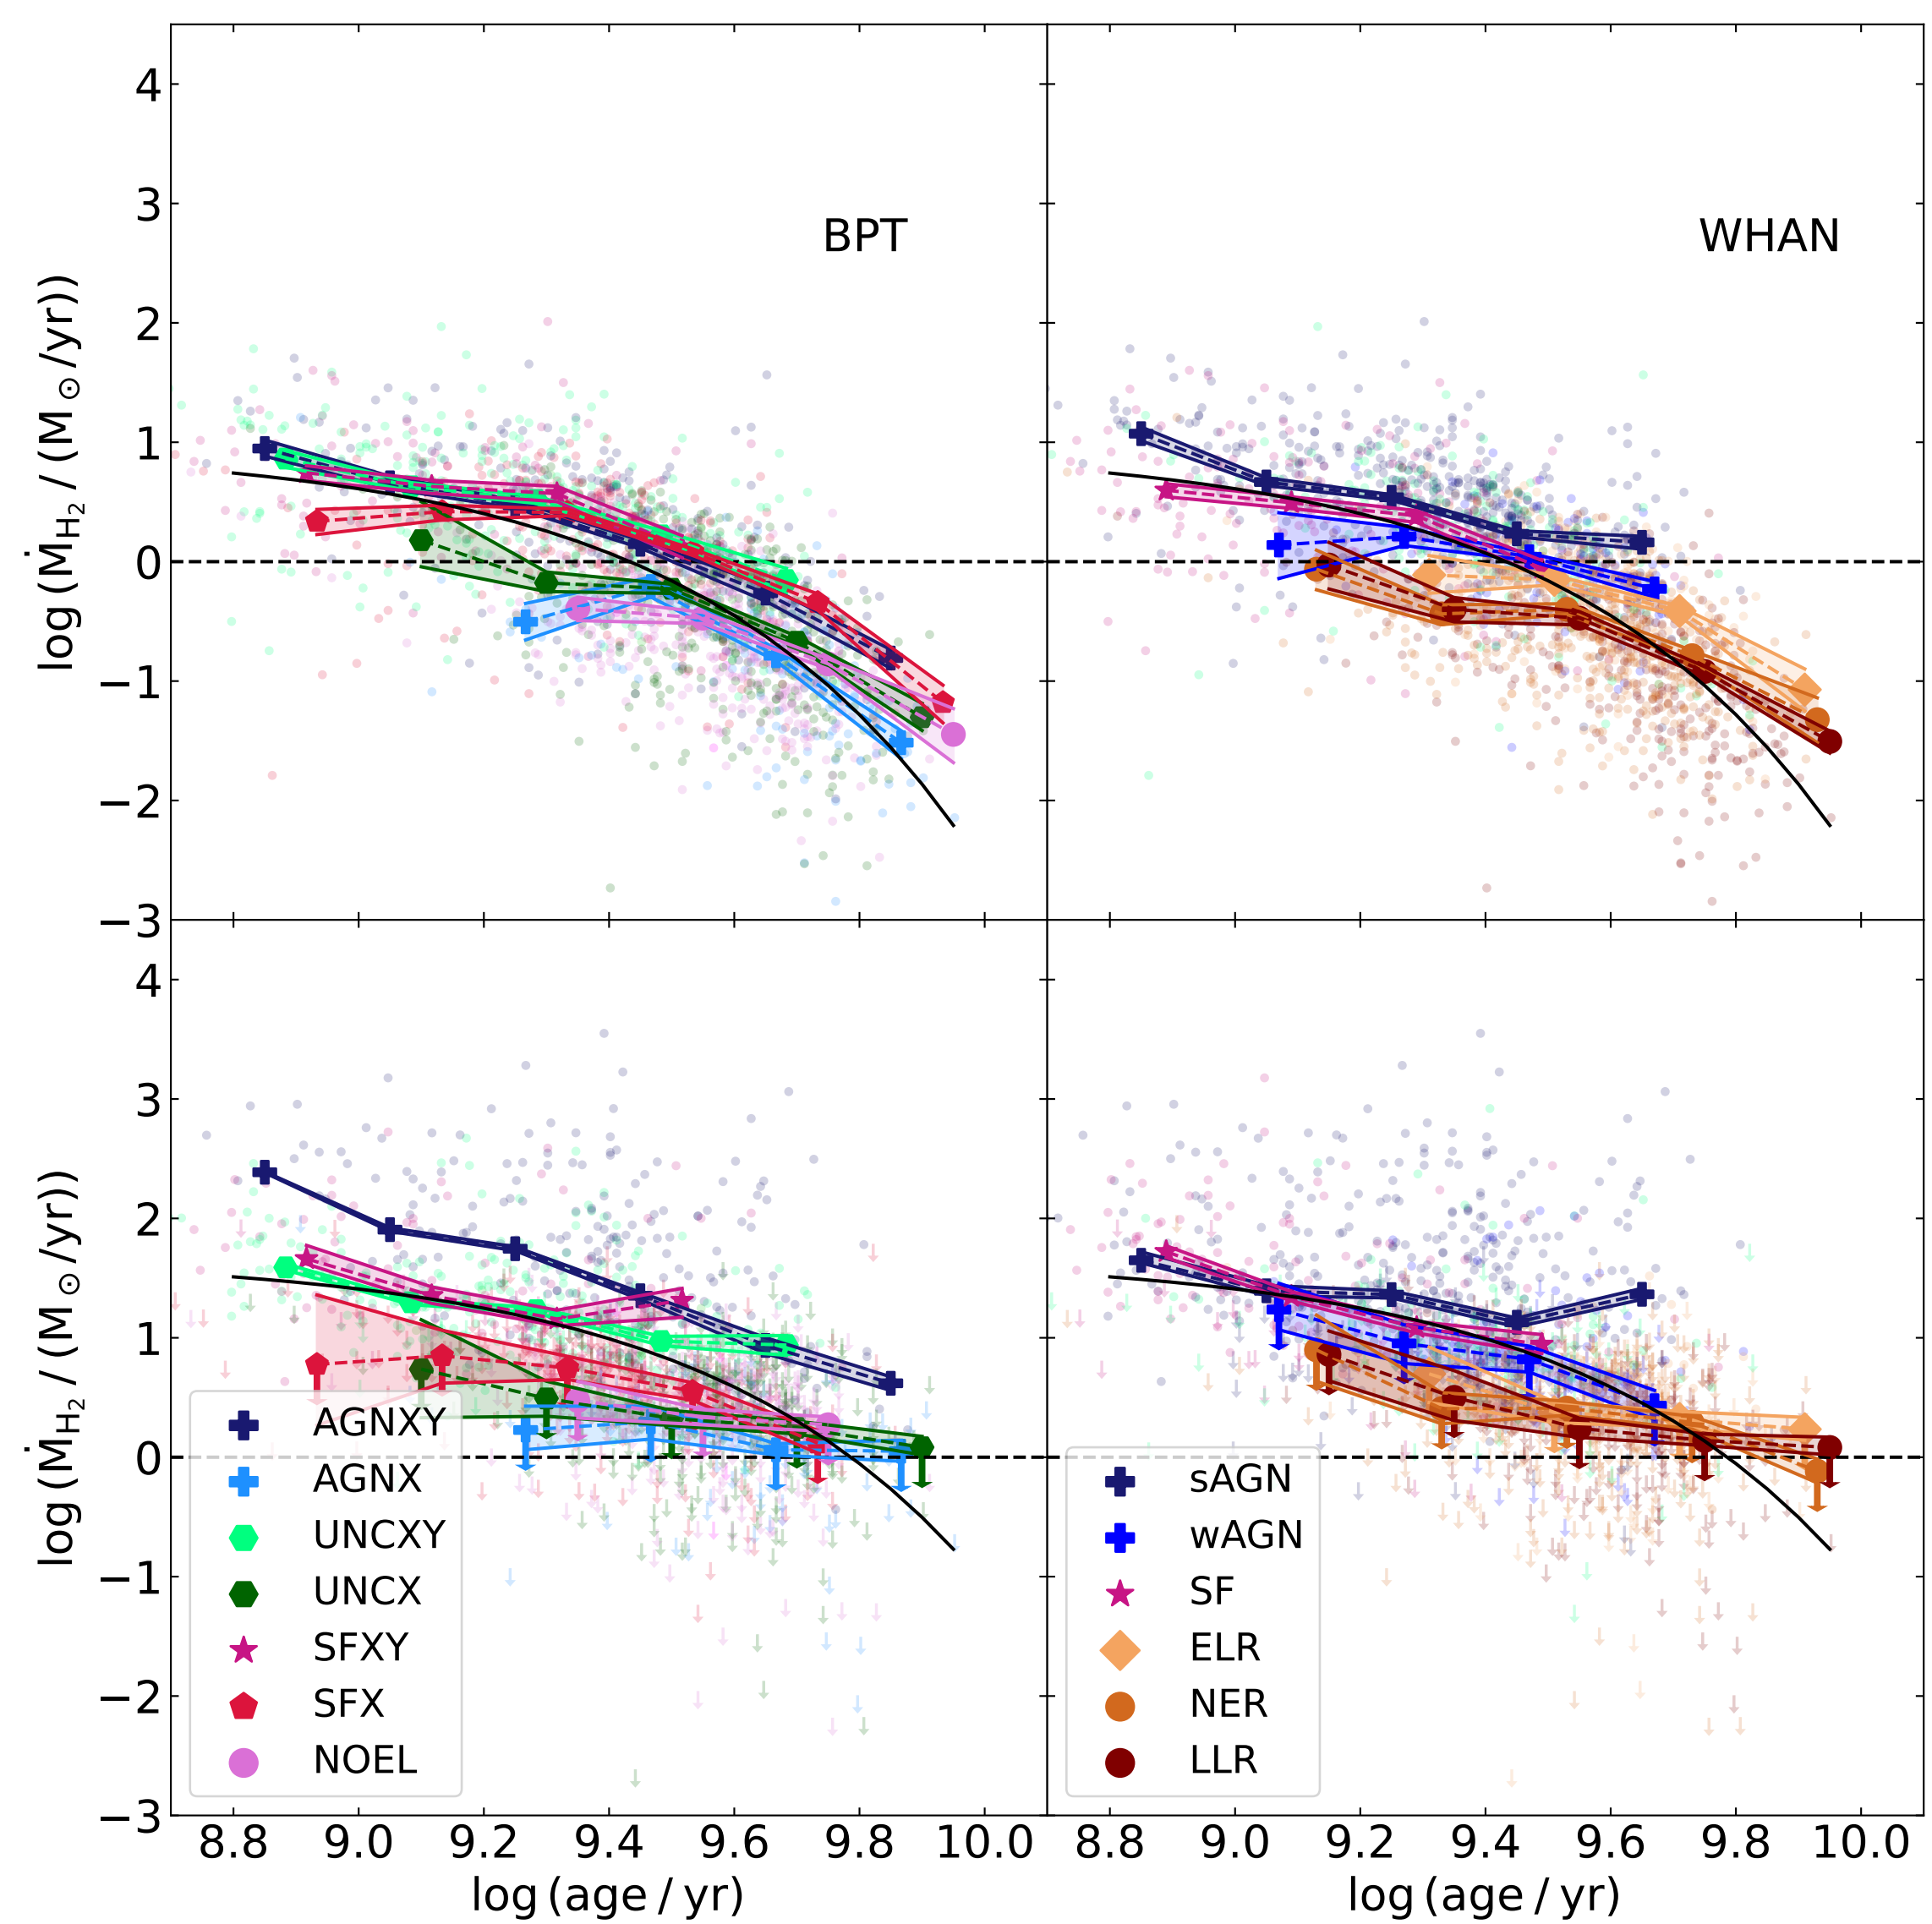 BPT
WHAN
4
3
2
1
0
−1
−2
−3
log (Ṁ_H₂ / (M⊙/yr))
4
3
2
1
0
−1
−2
−3
log (Ṁ_H₂ / (M⊙/yr))
AGNXY
AGNX
UNCXY
UNCX
SFXY
SFX
NOEL
sAGN
wAGN
SF
ELR
NER
LLR
8.8 9.0 9.2 9.4 9.6 9.8 10.0
8.8 9.0 9.2 9.4 9.6 9.8 10.0
log (age / yr)
log (age / yr)